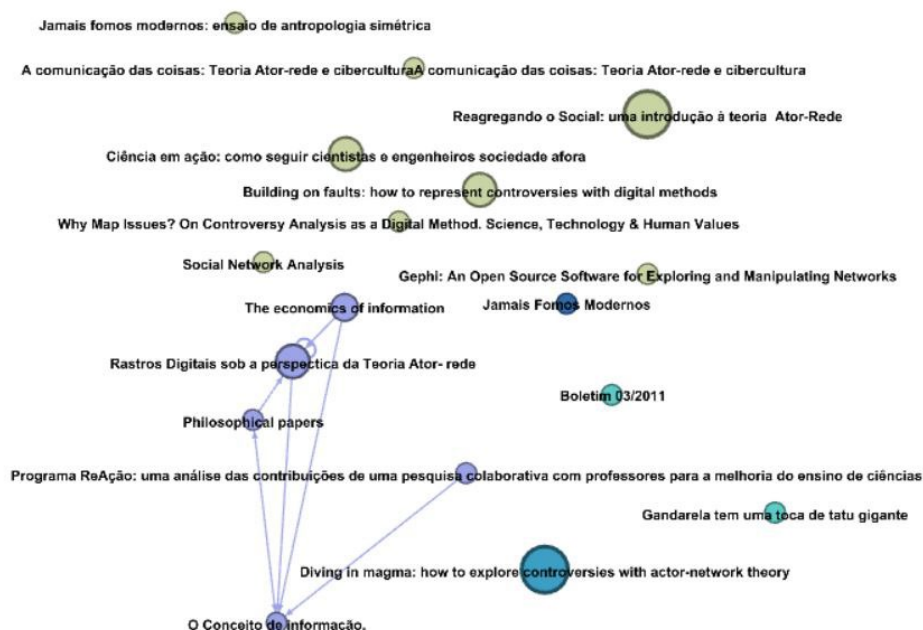 Jamais fomos modernos: ensaio de antropologia simétrica
A comunicação das coisas: Teoria Ator-rede e ciberculturaA comunicação das coisas: Teoria Ator-rede e cibercultura
Reagregando o Social: uma introdução à teoria Ator-Rede
Ciência em ação: como seguir cientistas e engenheiros sociedade afora
Building on faults: how to represent controversies with digital methods
Why Map Issues? On Controversy Analysis as a Digital Method. Science, Technology & Human Values
Social Network Analysis
Gephi: An Open Source Software for Exploring and Manipulating Networks
The economics of information
Jamais Fomos Modernos
Rastros Digitais sob a perspectica da Teoria Ator- rede
Boletim 03/2011
Philosophical papers
Programa ReAção: uma análise das contribuições de uma pesquisa colaborativa com professores para a melhoria do ensino de ciências
Gandarela tem uma toca de tatu gigante
Diving in magma: how to explore controversies with actor-network theory
O Conceito de informação.